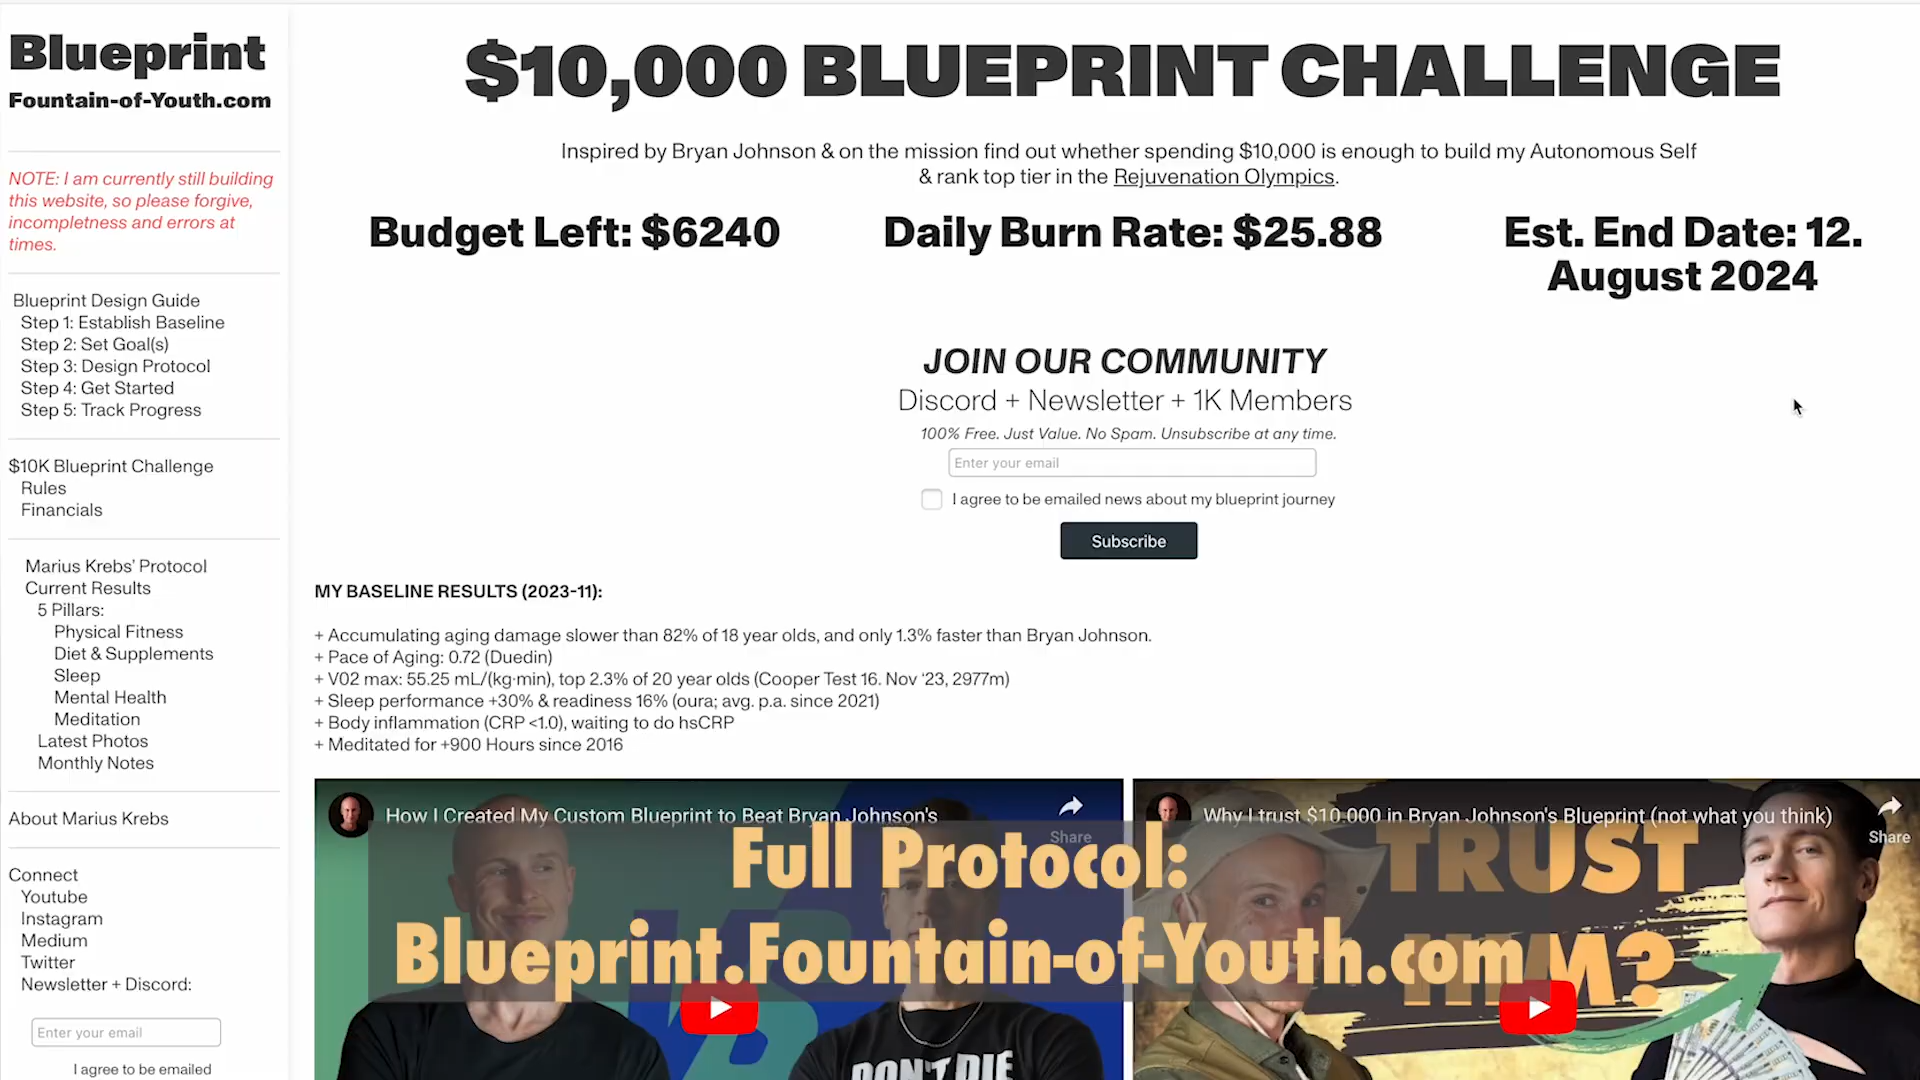 Blueprint
Fountain-of-Youth.com
NOTE: I am currently still building
this website, so please forgive,
incompletness and errors at
times.
Blueprint Design Guide
Step 1: Establish Baseline
Step 2: Set Goal(s)
Step 3: Design Protocol
Step 4: Get Started
Step 5: Track Progress
$10K Blueprint Challenge
Rules
Financials
Marius Krebs’ Protocol
Current Results
5 Pillars:
Physical Fitness
Diet & Supplements
Sleep
Mental Health
Meditation
Latest Photos
Monthly Notes
About Marius Krebs
Connect
Youtube
Instagram
Medium
Twitter
Newsletter + Discord:
Enter your email
I agree to be emailed
$10,000 BLUEPRINT CHALLENGE
Inspired by Bryan Johnson & on the mission find out whether spending $10,000 is enough to build my Autonomous Self
& rank top tier in the Rejuvenation Olympics.
Budget Left: $6240
Daily Burn Rate: $25.88
Est. End Date: 12.
August 2024
JOIN OUR COMMUNITY
Discord + Newsletter + 1K Members
100% Free. Just Value. No Spam. Unsubscribe at any time.
Enter your email
I agree to be emailed news about my blueprint journey
Subscribe
MY BASELINE RESULTS (2023-11):
+ Accumulating aging damage slower than 82% of 18 year olds, and only 1.3% faster than Bryan Johnson.
+ Pace of Aging: 0.72 (Duedin)
+ V02 max: 55.25 mL/(kg·min), top 2.3% of 20 year olds (Cooper Test 16. Nov ‘23, 2977m)
+ Sleep performance +30% & readiness 16% (oura; avg. p.a. since 2021)
+ Body inflammation (CRP <1.0), waiting to do hsCRP
+ Meditated for +900 Hours since 2016
How I Created My Custom Blueprint to Beat Bryan Johnson's
Share
Why I trust $10,000 in Bryan Johnson's Blueprint (not what you think)
Share
TRUST
HIM?
Full Protocol:
Blueprint.Fountain-of-Youth.com
DON'T DIE